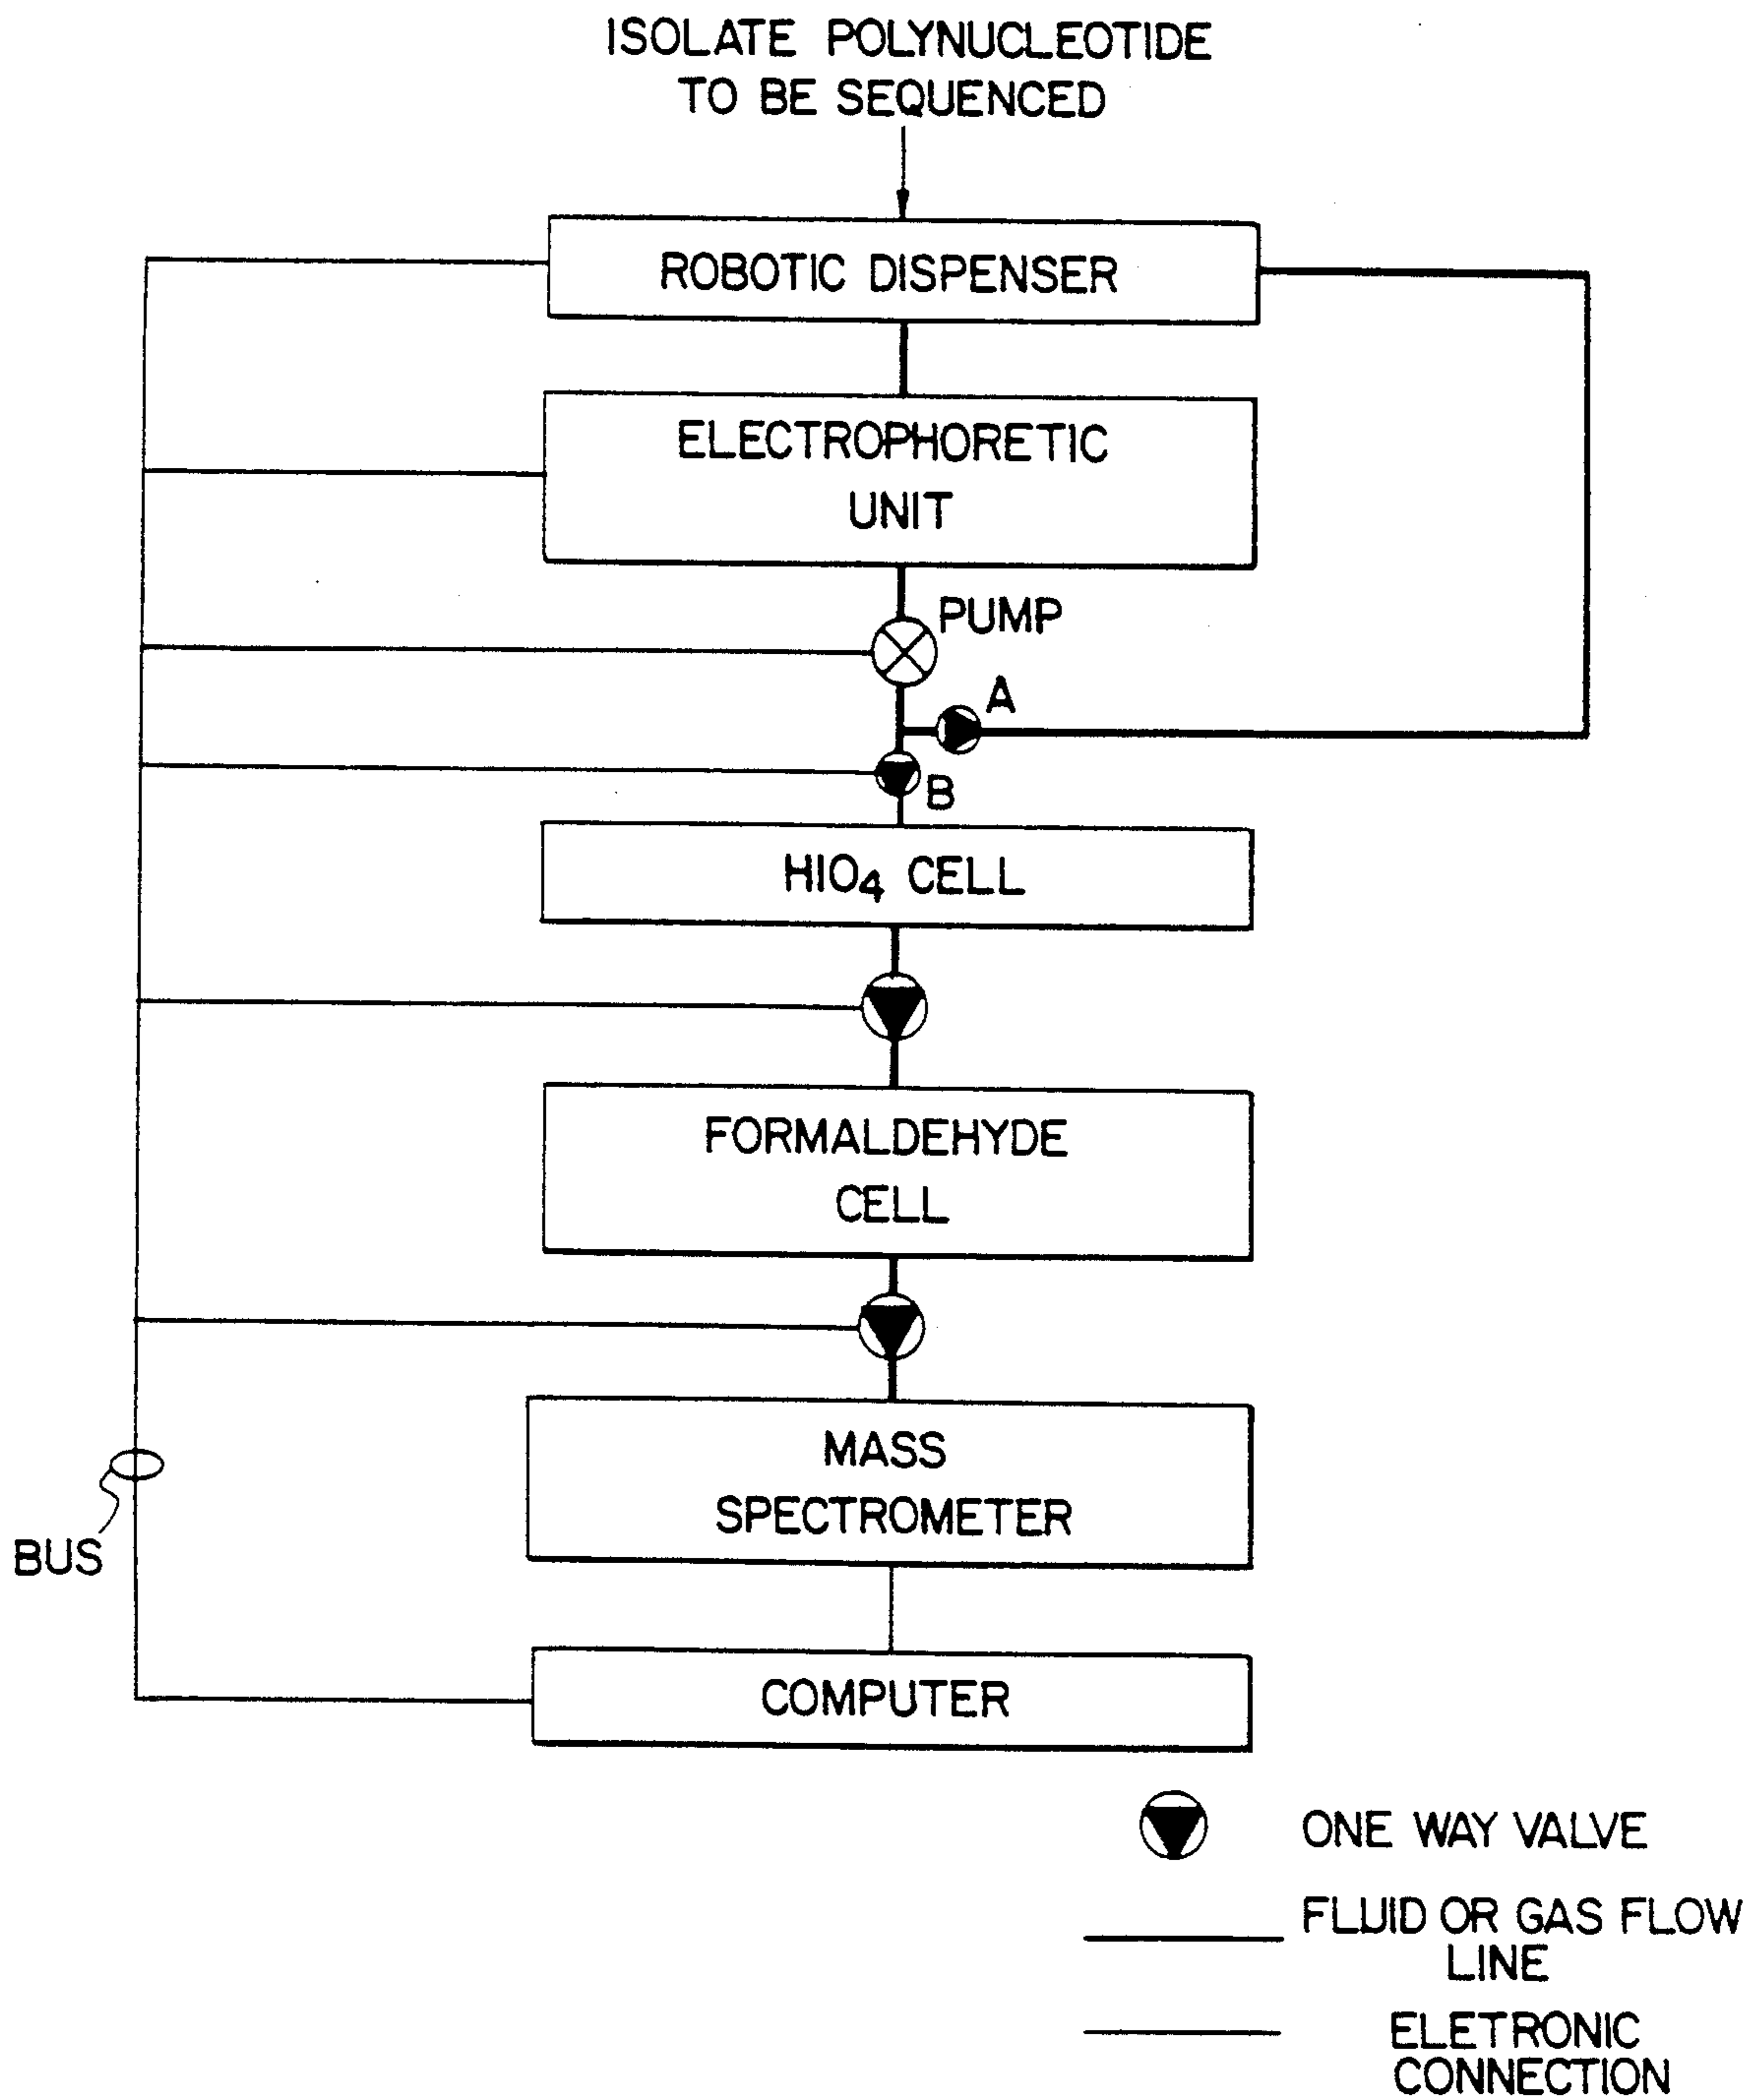 ISOLATE POLYNUCLEOTIDE
TO BE SEQUENCED
ROBOTIC DISPENSER
ELECTROPHORETIC
UNIT
PUMP
A
B
HIO₄ CELL
FORMALDEHYDE
CELL
MASS
SPECTROMETER
BUS
COMPUTER
ONE WAY VALVE
FLUID OR GAS FLOW
LINE
ELETRONIC
CONNECTION